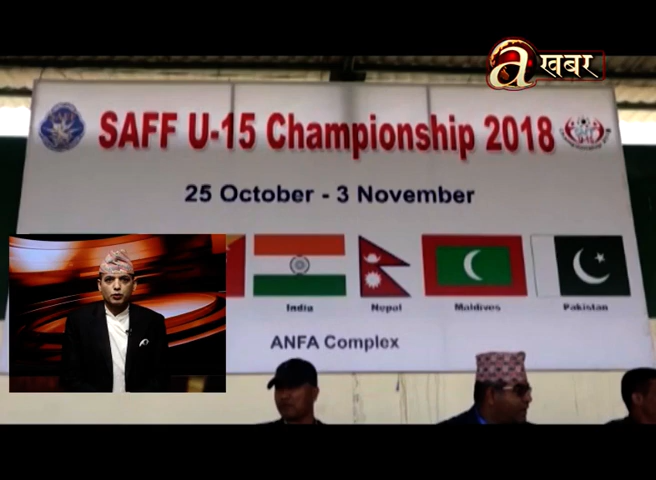 a खबर
SAFF U-15 Championship 2018
25 October - 3 November
India Nepal Maldives Pakistan
ANFA Complex